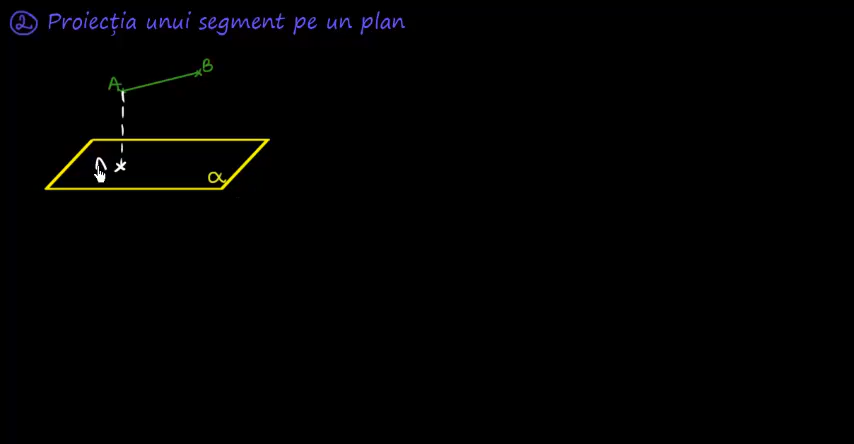 ② Proiecția unui segment pe un plan
A B
α